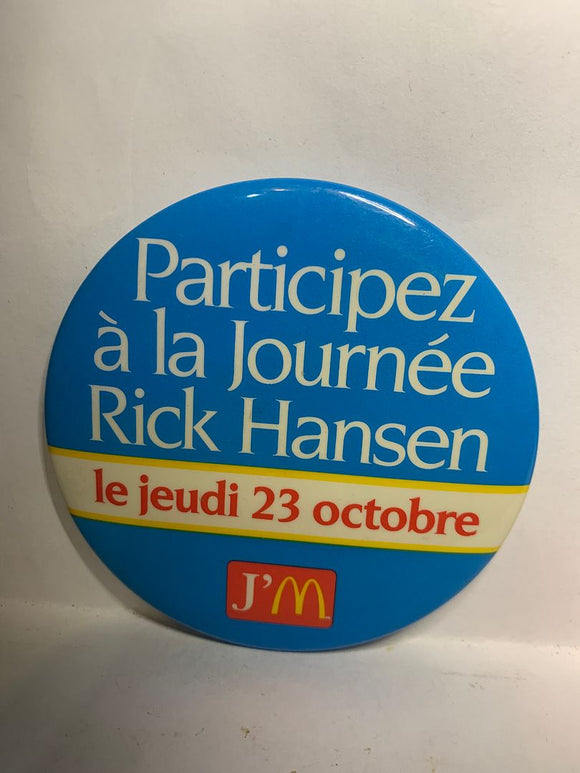 Participez
à la Journée
Rick Hansen
le jeudi 23 octobre
J'M